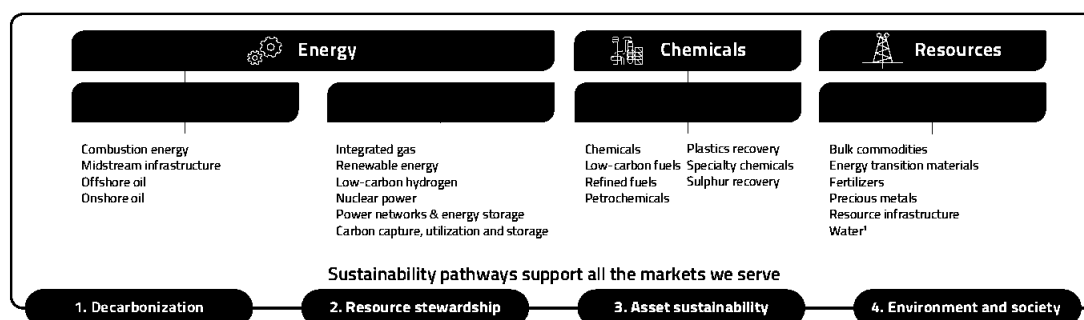 Energy
Chemicals
Resources
Combustion energy
Midstream infrastructure
Offshore oil
Onshore oil
Integrated gas
Renewable energy
Low-carbon hydrogen
Nuclear power
Power networks & energy storage
Carbon capture, utilization and storage
Chemicals
Low-carbon fuels
Refined fuels
Petrochemicals
Plastics recovery
Specialty chemicals
Sulphur recovery
Bulk commodities
Energy transition materials
Fertilizers
Precious metals
Resource infrastructure
Water¹
Sustainability pathways support all the markets we serve
1. Decarbonization
2. Resource stewardship
3. Asset sustainability
4. Environment and society